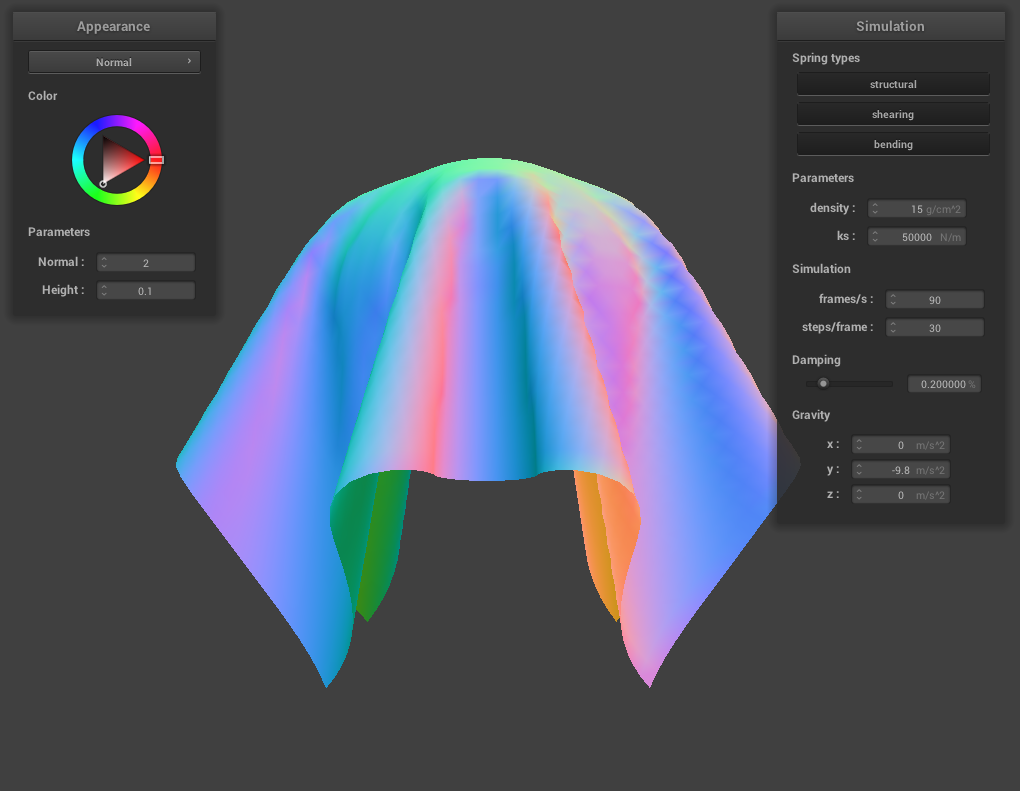 Appearance
Normal ›
Color
Parameters
Normal : 2
Height : 0.1
Simulation
Spring types
structural
shearing
bending
Parameters
density : 15 g/cm^2
ks : 50000 N/m
Simulation
frames/s : 90
steps/frame : 30
Damping
0.200000 %
Gravity
x : 0 m/s^2
y : -9.8 m/s^2
z : 0 m/s^2